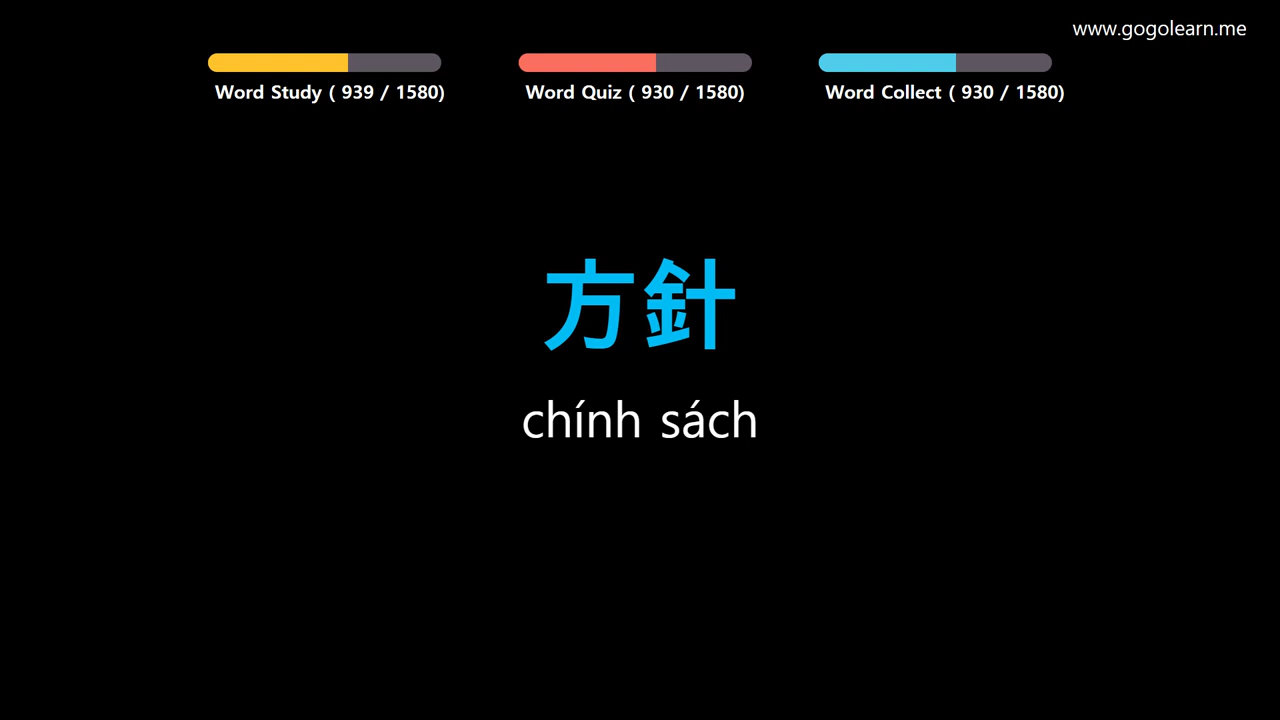 www.gogolearn.me
Word Study ( 939 / 1580)
Word Quiz ( 930 / 1580)
Word Collect ( 930 / 1580)
方針
chính sách